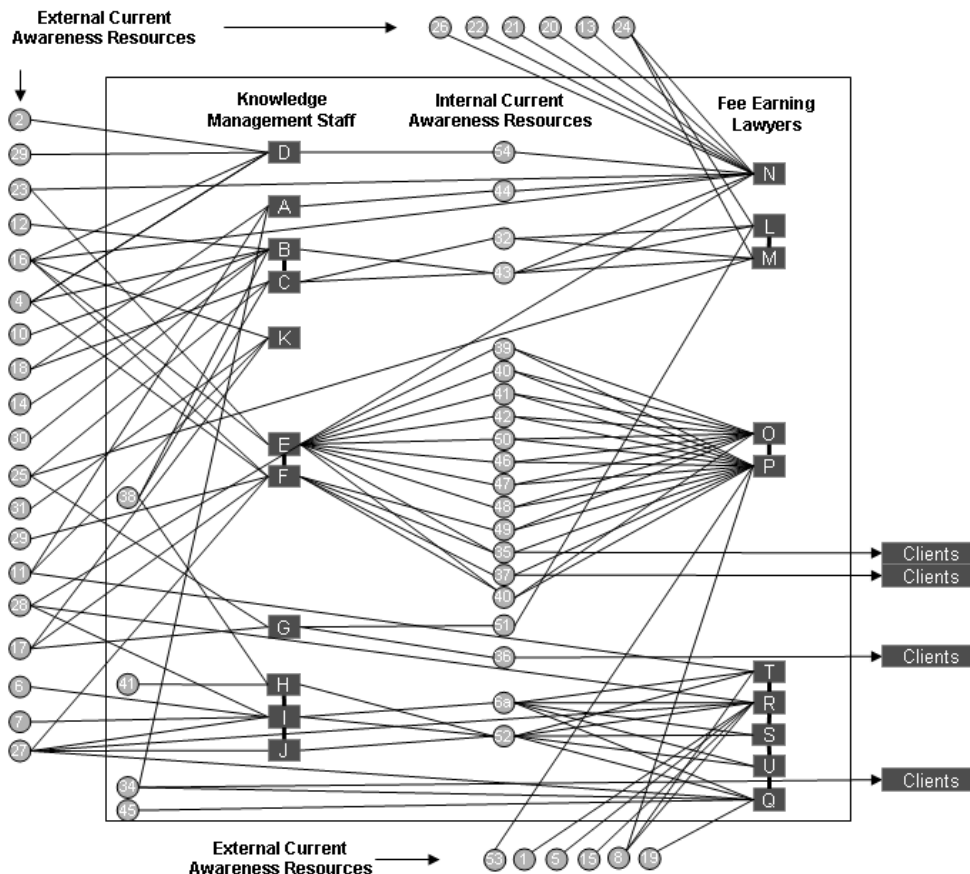 External Current
Awareness Resources
26 22 21 20 13 24
Knowledge
Management Staff
Internal Current
Awareness Resources
Fee Earning
Lawyers
2
29
D
54
N
23
A
44
12
L
B
32
16
M
C
43
4
10
K
39
18
40
14
41
42
O
30
E
50
P
25
F
46
38
47
31
48
29
49
35
Clients
11
37
Clients
28
40
17
G
51
36
Clients
T
6
41
H
6a
R
7
I
52
S
27
J
U
34
Clients
Q
45
External Current
Awareness Resources
53 1 5 15 8 19